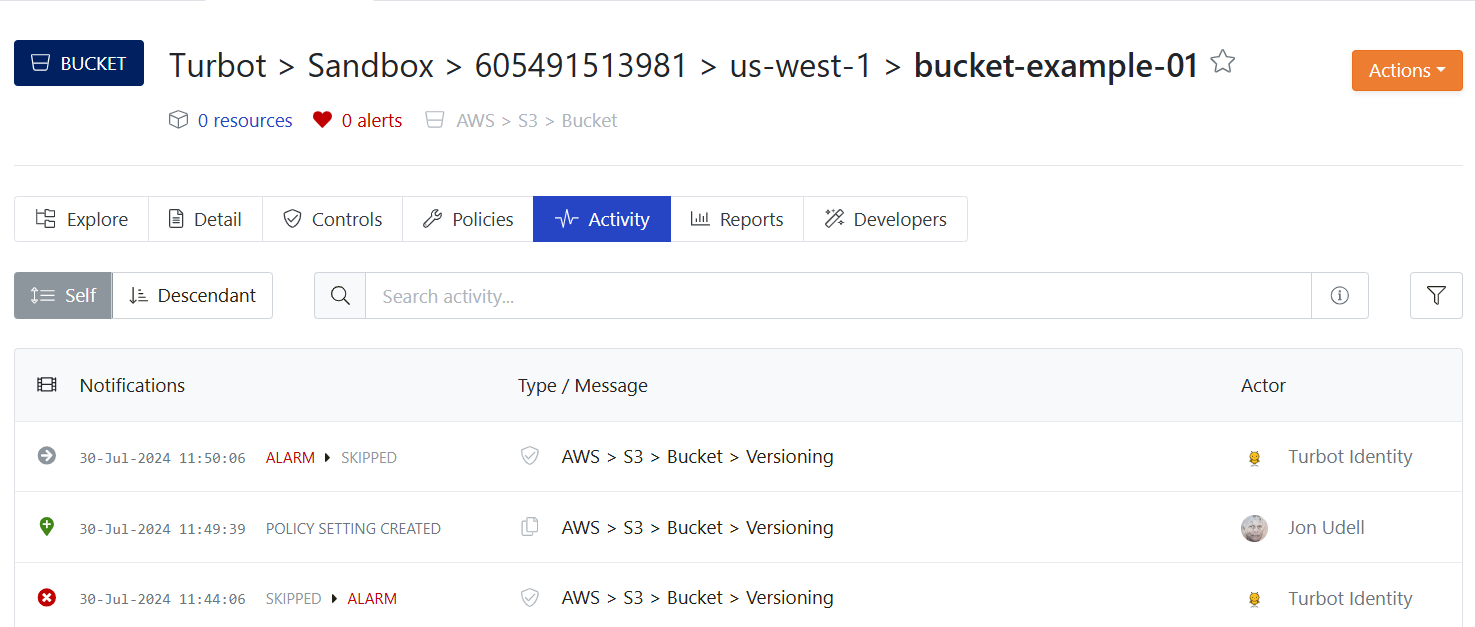 BUCKET Turbot > Sandbox > 605491513981 > us-west-1 > bucket-example-01 Actions
0 resources 0 alerts AWS > S3 > Bucket
Explore Detail Controls Policies Activity Reports Developers
Self Descendant Search activity...
Notifications Type / Message Actor
30-Jul-2024 11:50:06 ALARM SKIPPED AWS > S3 > Bucket > Versioning Turbot Identity
30-Jul-2024 11:49:39 POLICY SETTING CREATED AWS > S3 > Bucket > Versioning Jon Udell
30-Jul-2024 11:44:06 SKIPPED ALARM AWS > S3 > Bucket > Versioning Turbot Identity